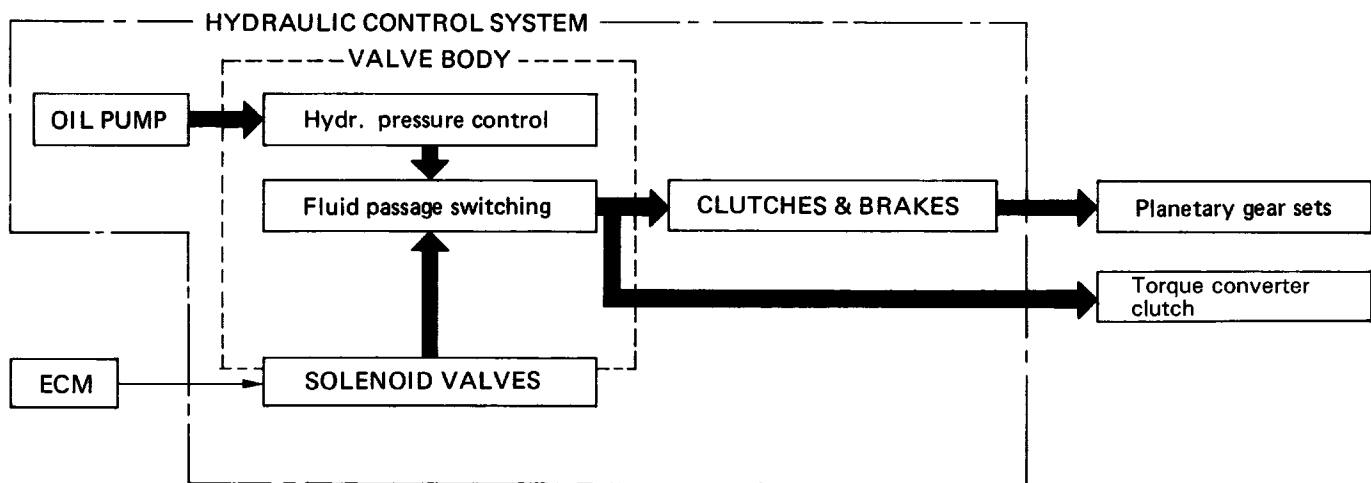 HYDRAULIC CONTROL SYSTEM
VALVE BODY
OIL PUMP
Hydr. pressure control
Fluid passage switching
CLUTCHES & BRAKES
Planetary gear sets
Torque converter
clutch
ECM
SOLENOID VALVES